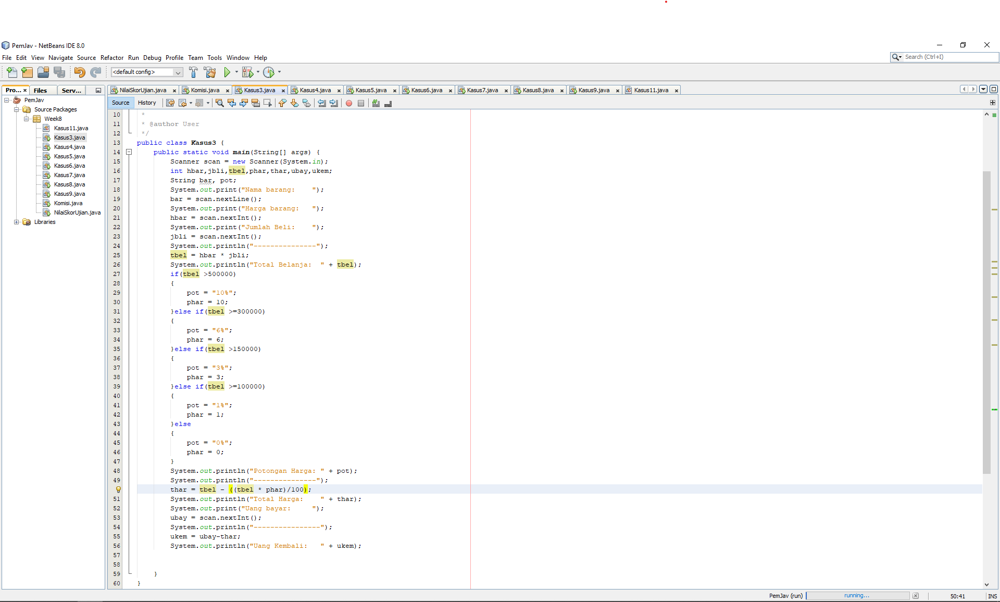 PemJav - NetBeans IDE 8.0
File Edit View Navigate Source Refactor Run Debug Profile Team Tools Window Help
Search (Ctrl+I)
<default config>
Pro... Files Serv...
NilaiSkorUjian.java Komisi.java Kasus3.java Kasus4.java Kasus5.java Kasus6.java Kasus7.java Kasus8.java Kasus9.java Kasus11.java
Source History
PemJav
Source Packages
Week8
Kasus11.java
Kasus3.java
Kasus4.java
Kasus5.java
Kasus6.java
Kasus7.java
Kasus8.java
Kasus9.java
Komisi.java
NilaiSkorUjian.java
Libraries
10 *
11 * @author User
12 */
13 public class Kasus3 {
14 public static void main(String[] args) {
15 Scanner scan = new Scanner(System.in);
16 int hbar,jbli,tbel,phar,thar,ubay,ukem;
17 String bar, pot;
18 System.out.print("Nama barang:    ");
19 bar = scan.nextLine();
20 System.out.print("Harga barang:   ");
21 hbar = scan.nextInt();
22 System.out.print("Jumlah Beli:    ");
23 jbli = scan.nextInt();
24 System.out.println("---------------");
25 tbel = hbar * jbli;
26 System.out.println("Total Belanja:  " + tbel);
27 if(tbel >500000)
28 {
29 pot = "10%";
30 phar = 10;
31 }else if(tbel >=300000)
32 {
33 pot = "6%";
34 phar = 6;
35 }else if(tbel >150000)
36 {
37 pot = "3%";
38 phar = 3;
39 }else if(tbel >=100000)
40 {
41 pot = "1%";
42 phar = 1;
43 }else
44 {
45 pot = "0%";
46 phar = 0;
47 }
48 System.out.println("Potongan Harga: " + pot);
49 System.out.println("---------------");
thar = tbel - ((tbel * phar)/100);
51 System.out.println("Total Harga:    " + thar);
52 System.out.print("Uang bayar:     ");
53 ubay = scan.nextInt();
54 System.out.println("----------------");
55 ukem = ubay-thar;
56 System.out.println("Uang Kembali:   " + ukem);
57
58
59 }
60 }
PemJav (run) running... 50:41 INS